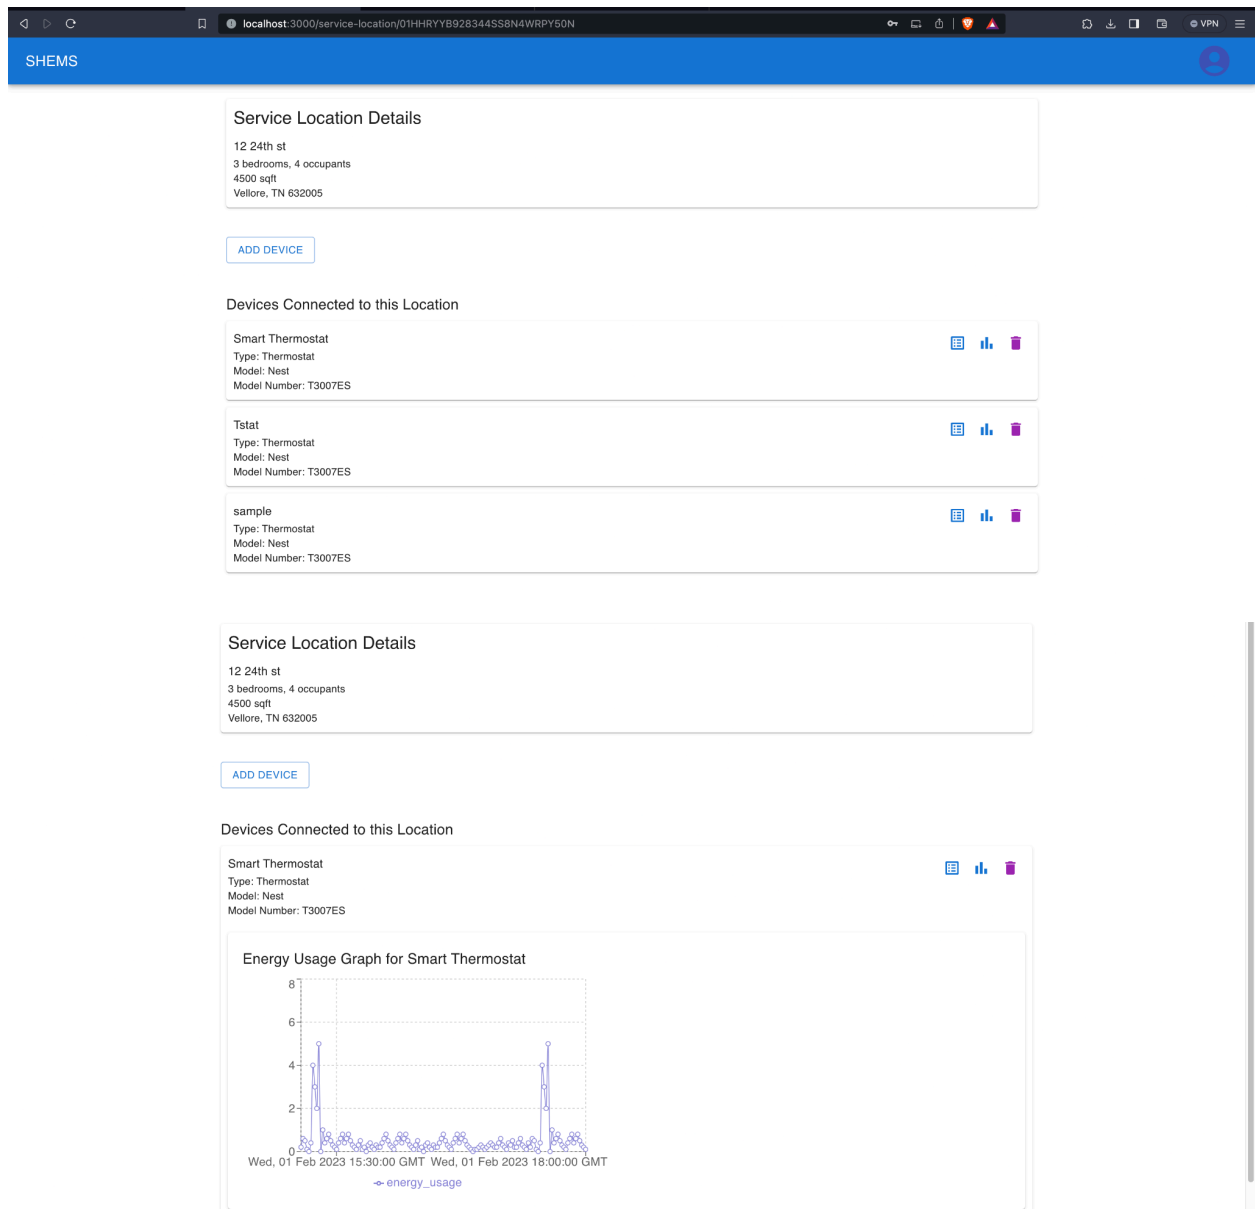 localhost:3000/service-location/01HHRYYB928344SS8N4WRPY50N
VPN
SHEMS
Service Location Details
12 24th st
3 bedrooms, 4 occupants
4500 sqft
Vellore, TN 632005
ADD DEVICE
Devices Connected to this Location
Smart Thermostat
Type: Thermostat
Model: Nest
Model Number: T3007ES
Tstat
Type: Thermostat
Model: Nest
Model Number: T3007ES
sample
Type: Thermostat
Model: Nest
Model Number: T3007ES
Service Location Details
12 24th st
3 bedrooms, 4 occupants
4500 sqft
Vellore, TN 632005
ADD DEVICE
Devices Connected to this Location
Smart Thermostat
Type: Thermostat
Model: Nest
Model Number: T3007ES
Energy Usage Graph for Smart Thermostat
8
6
4
2
0
Wed, 01 Feb 2023 15:30:00 GMT Wed, 01 Feb 2023 18:00:00 GMT
energy_usage